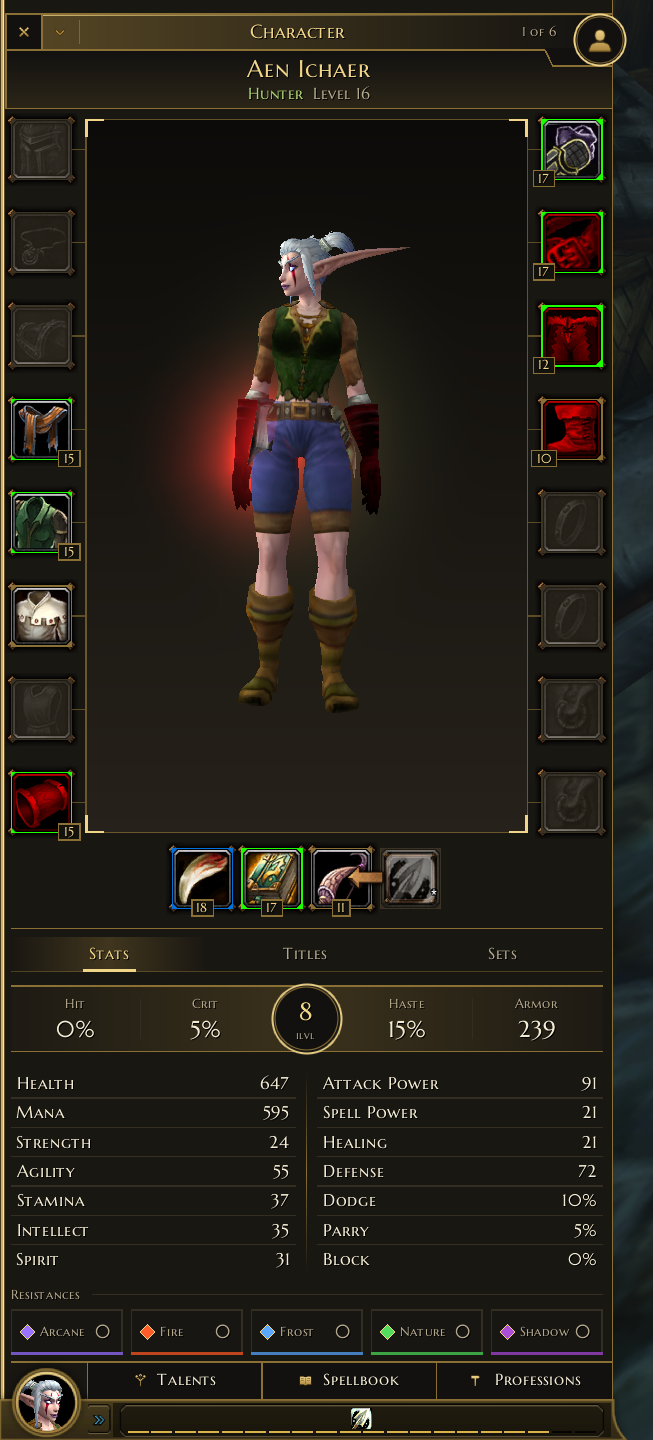 Character
1 of 6
Aen Ichaer
Hunter Level 16
17
17
12
15
10
15
15
18
17
11
Stats Titles Sets
Hit Crit 8 Haste Armor
0% 5% ilvl 15% 239
Health 647 Attack Power 91
Mana 595 Spell Power 21
Strength 24 Healing 21
Agility 55 Defense 72
Stamina 37 Dodge 10%
Intellect 35 Parry 5%
Spirit 31 Block 0%
Resistances
Arcane 0 Fire 0 Frost 0 Nature 0 Shadow 0
Talents Spellbook Professions